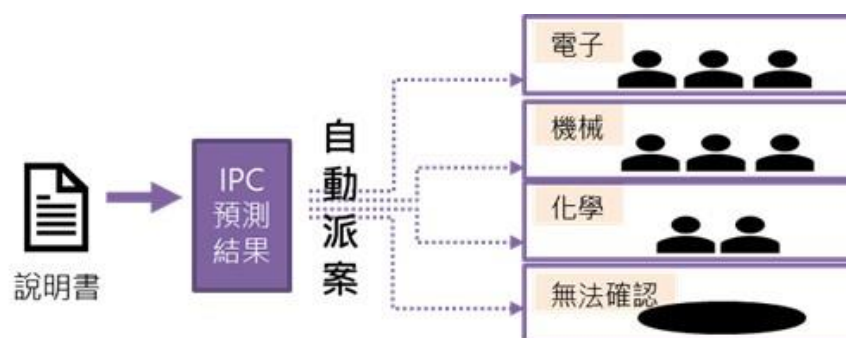 說明書
IPC
預測
結果
自動派案
電子
機械
化學
無法確認